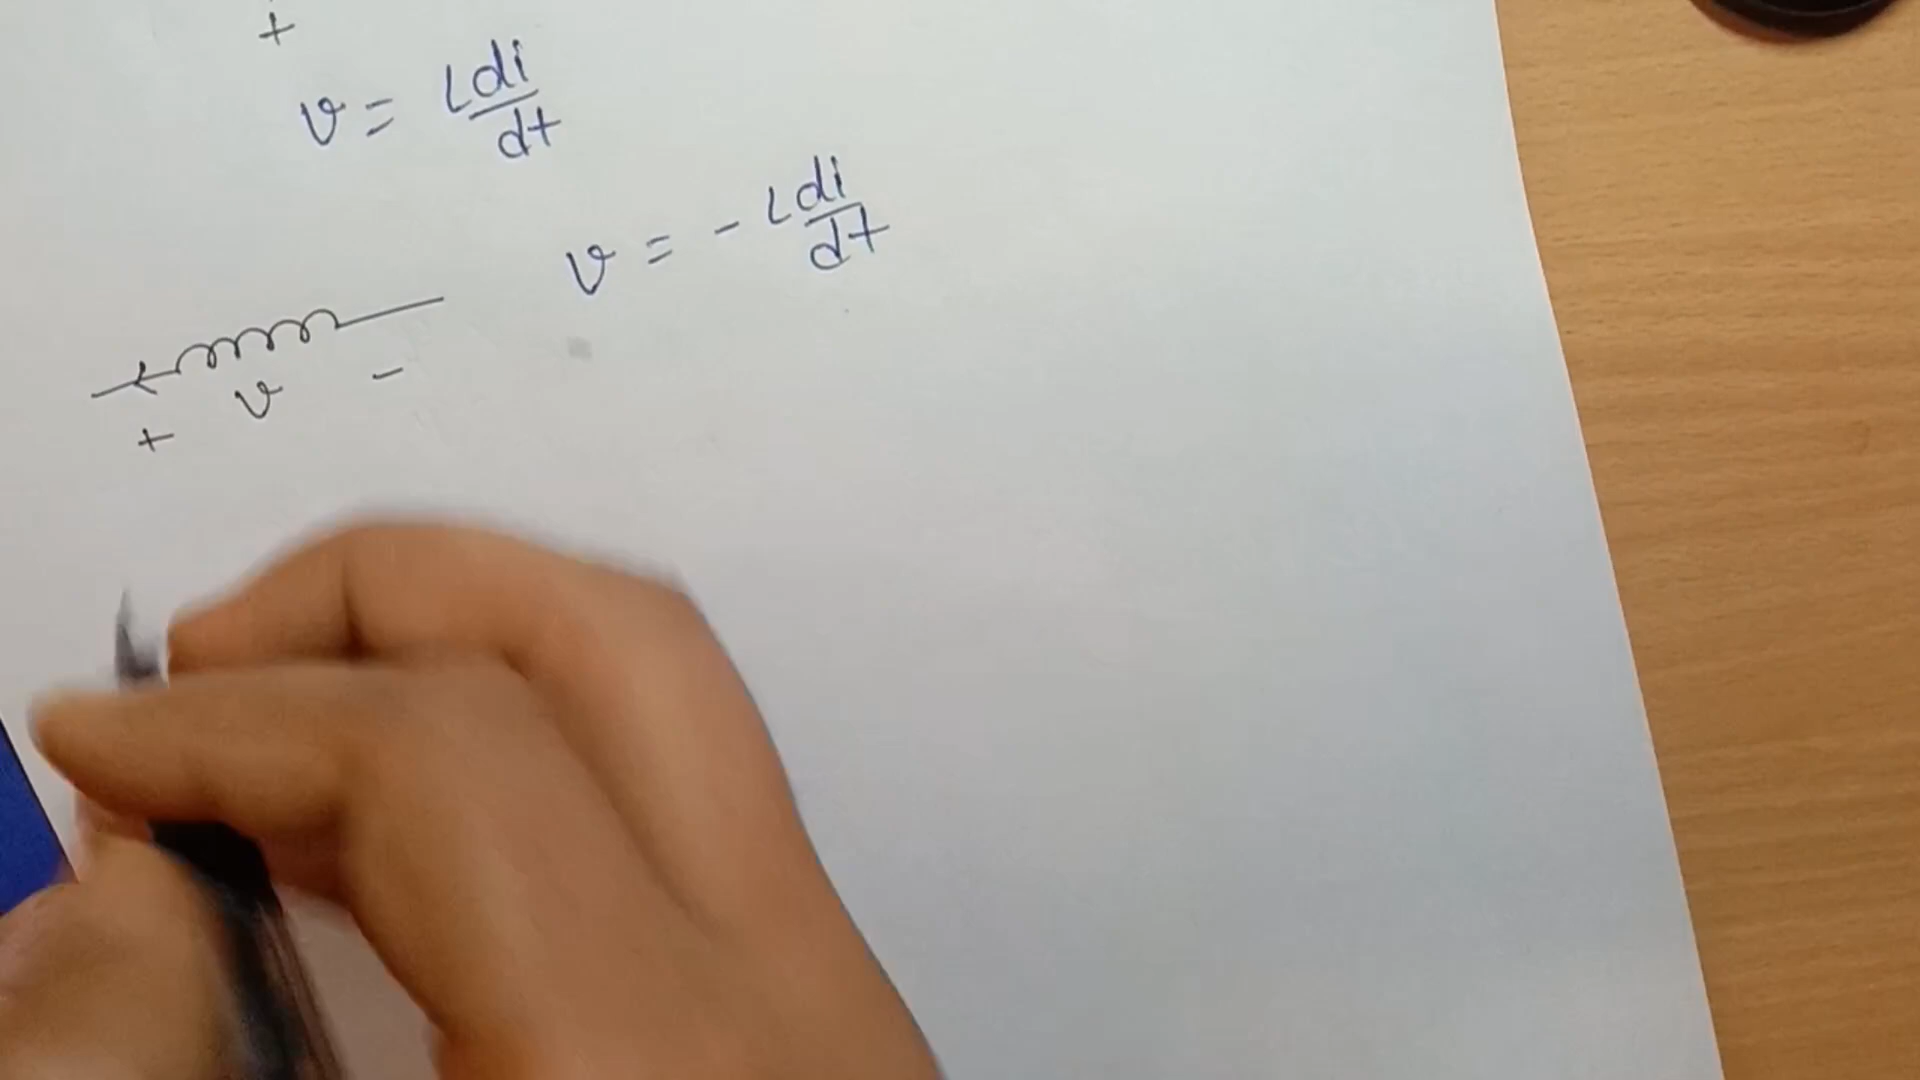 +
v = L di/dt
v = - L di/dt
+ v -